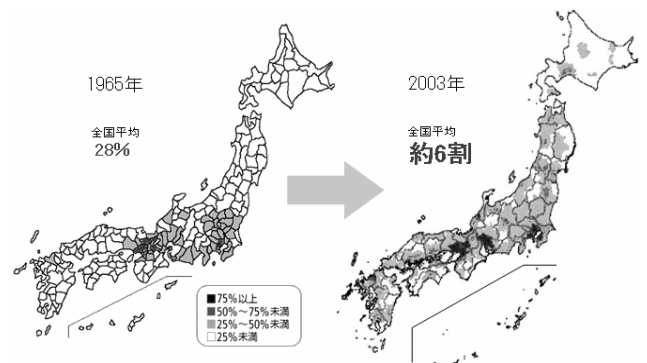 1965年
全国平均
28%
2003年
全国平均
約6割
■75%以上
■50%～75%未満
■25%～50%未満
□25%未満